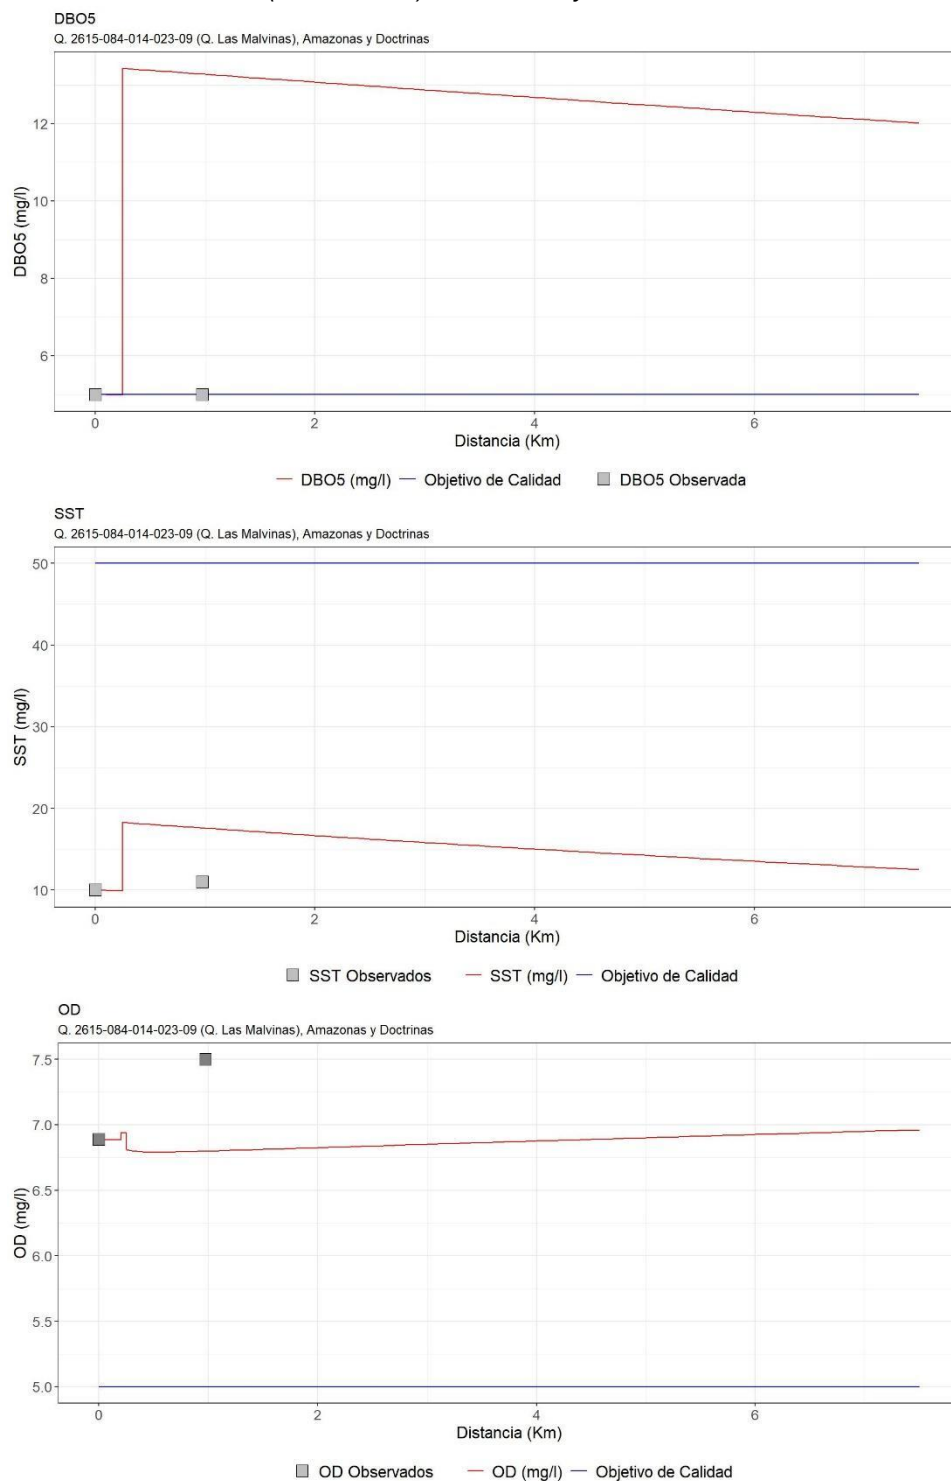 DBO5
Q. 2615-084-014-023-09 (Q. Las Malvinas), Amazonas y Doctrinas
12
10
8
6
DBO5 (mg/l)
0 2 4 6
Distancia (Km)
DBO5 (mg/l) Objetivo de Calidad DBO5 Observada
SST
Q. 2615-084-014-023-09 (Q. Las Malvinas), Amazonas y Doctrinas
50
40
30
20
10
SST (mg/l)
0 2 4 6
Distancia (Km)
SST Observados SST (mg/l) Objetivo de Calidad
OD
Q. 2615-084-014-023-09 (Q. Las Malvinas), Amazonas y Doctrinas
7.5
7.0
6.5
6.0
5.5
5.0
OD (mg/l)
0 2 4 6
Distancia (Km)
OD Observados OD (mg/l) Objetivo de Calidad